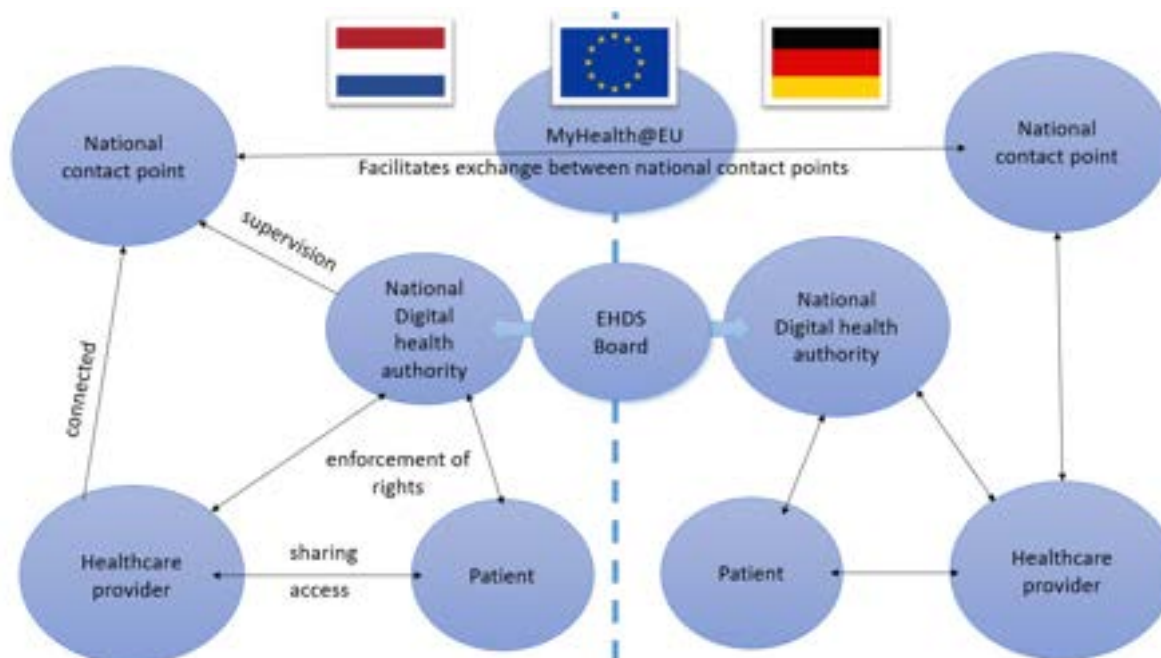 MyHealth@EU
Facilitates exchange between national contact points
National
contact point
National
contact point
supervision
National
Digital
health
authority
EHDS
Board
National
Digital health
authority
connected
enforcement of
rights
Healthcare
provider
sharing
access
Patient
Patient
Healthcare
provider